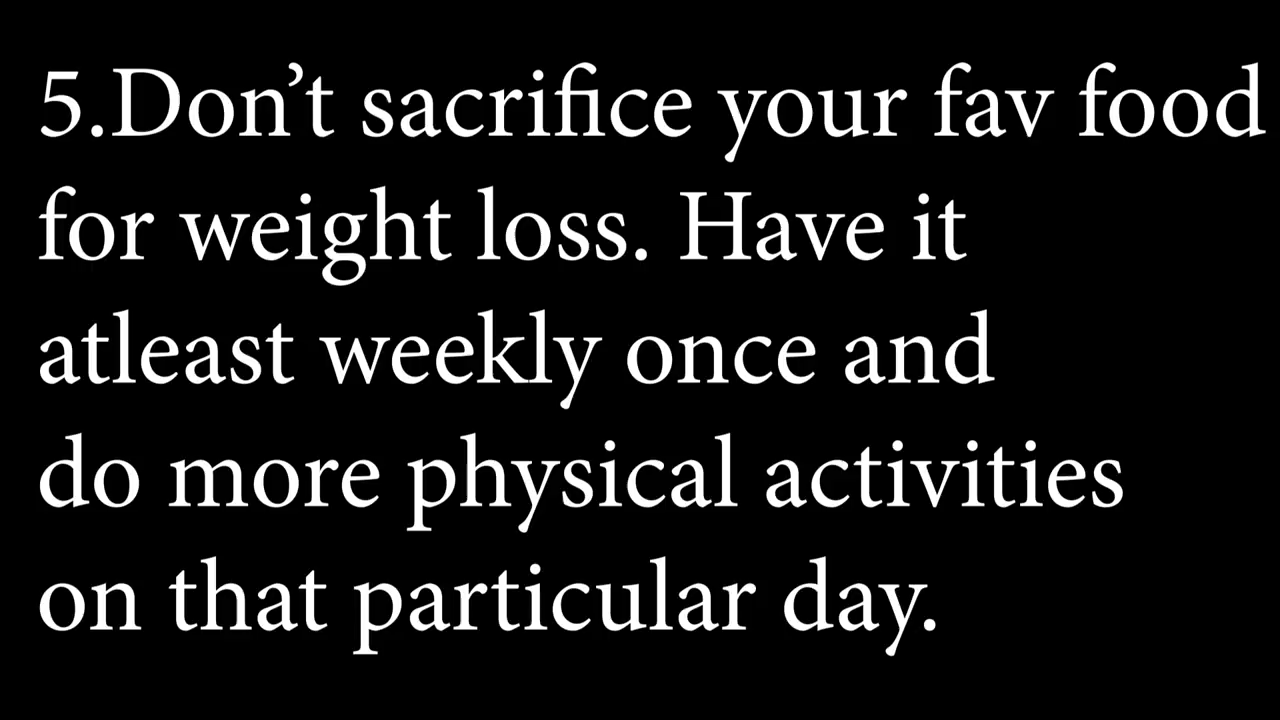 5.Don’t sacrifice your fav food
for weight loss. Have it
atleast weekly once and
do more physical activities
on that particular day.